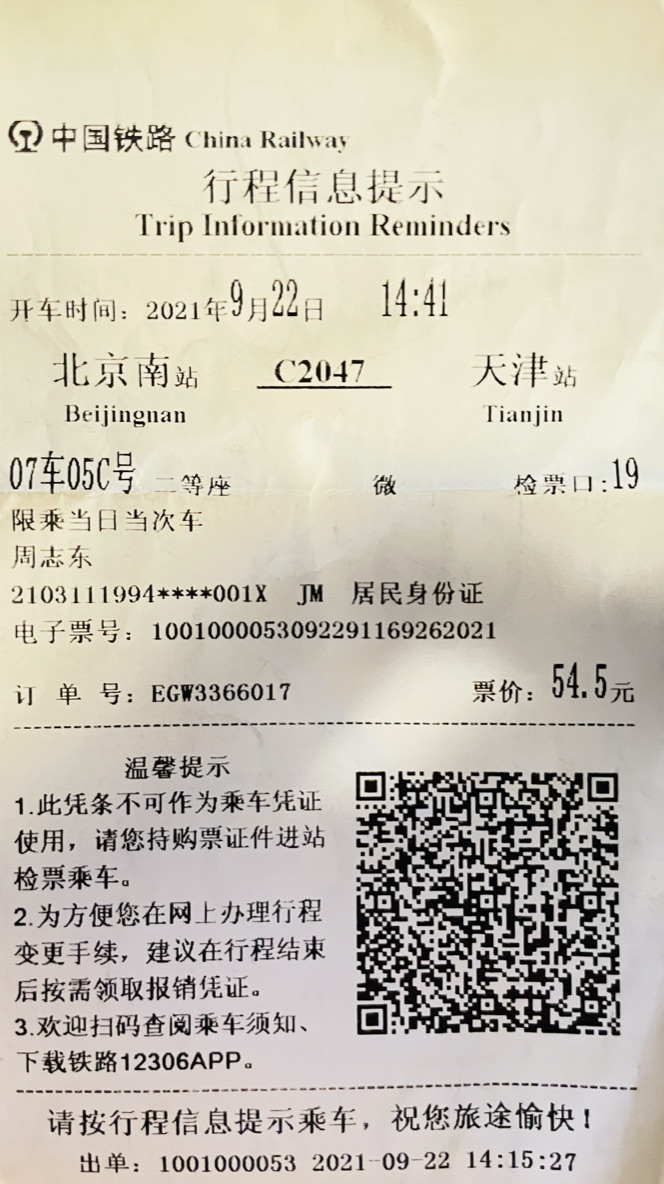 中国铁路 China Railway
行程信息提示
Trip Information Reminders
开车时间：2021年9月22日 14:41
北京南站 C2047 天津站
Beijingnan Tianjin
07车05C号 二等座 微 检票口:19
限乘当日当次车
周志东
2103111994****001X JM 居民身份证
电子票号：1001000053092291169262021
订 单 号：EGW3366017 票价：54.5元
温馨提示
1.此凭条不可作为乘车凭证
使用，请您持购票证件进站
检票乘车。
2.为方便您在网上办理行程
变更手续，建议在行程结束
后按需领取报销凭证。
3.欢迎扫码查阅乘车须知、
下载铁路12306APP。
请按行程信息提示乘车，祝您旅途愉快！
出单：1001000053 2021-09-22 14:15:27